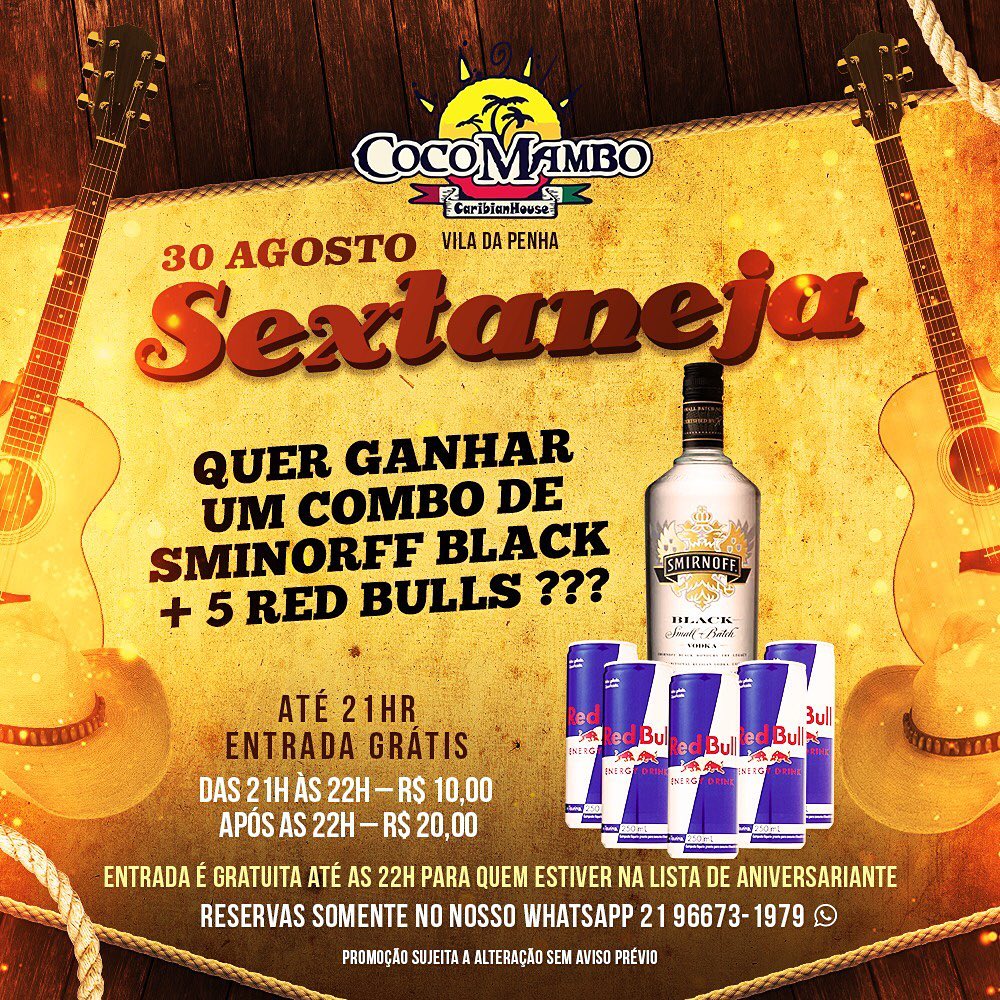 COCOMAMBO
CaribianHouse
VILA DA PENHA
30 AGOSTO
Sextaneja
QUER GANHAR
UM COMBO DE
SMINORFF BLACK
+ 5 RED BULLS ???
SMIRNOFF
BLACK
Small Batch
VODKA
Red Bull
ENERGY DRINK
250 mL
ATÉ 21HR
ENTRADA GRÁTIS
DAS 21H ÀS 22H – R$ 10,00
APÓS AS 22H – R$ 20,00
ENTRADA É GRATUITA ATÉ AS 22H PARA QUEM ESTIVER NA LISTA DE ANIVERSARIANTE
RESERVAS SOMENTE NO NOSSO WHATSAPP 21 96673-1979
PROMOÇÃO SUJEITA A ALTERAÇÃO SEM AVISO PRÉVIO